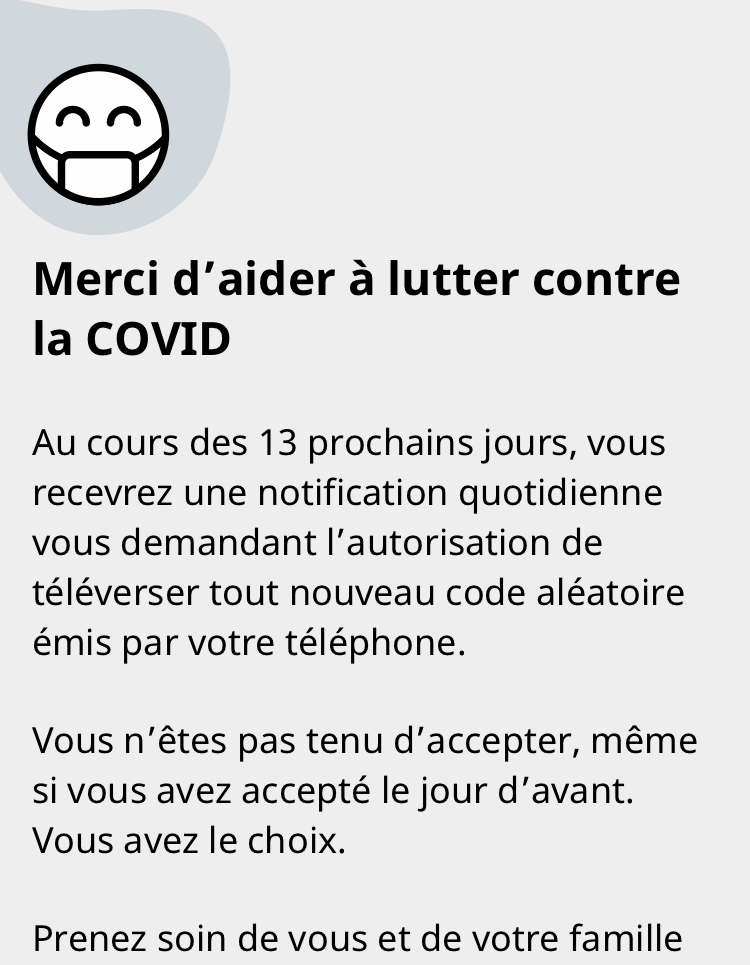 Merci d’aider à lutter contre
la COVID
Au cours des 13 prochains jours, vous
recevrez une notification quotidienne
vous demandant l’autorisation de
téléverser tout nouveau code aléatoire
émis par votre téléphone.
Vous n’êtes pas tenu d’accepter, même
si vous avez accepté le jour d’avant.
Vous avez le choix.
Prenez soin de vous et de votre famille